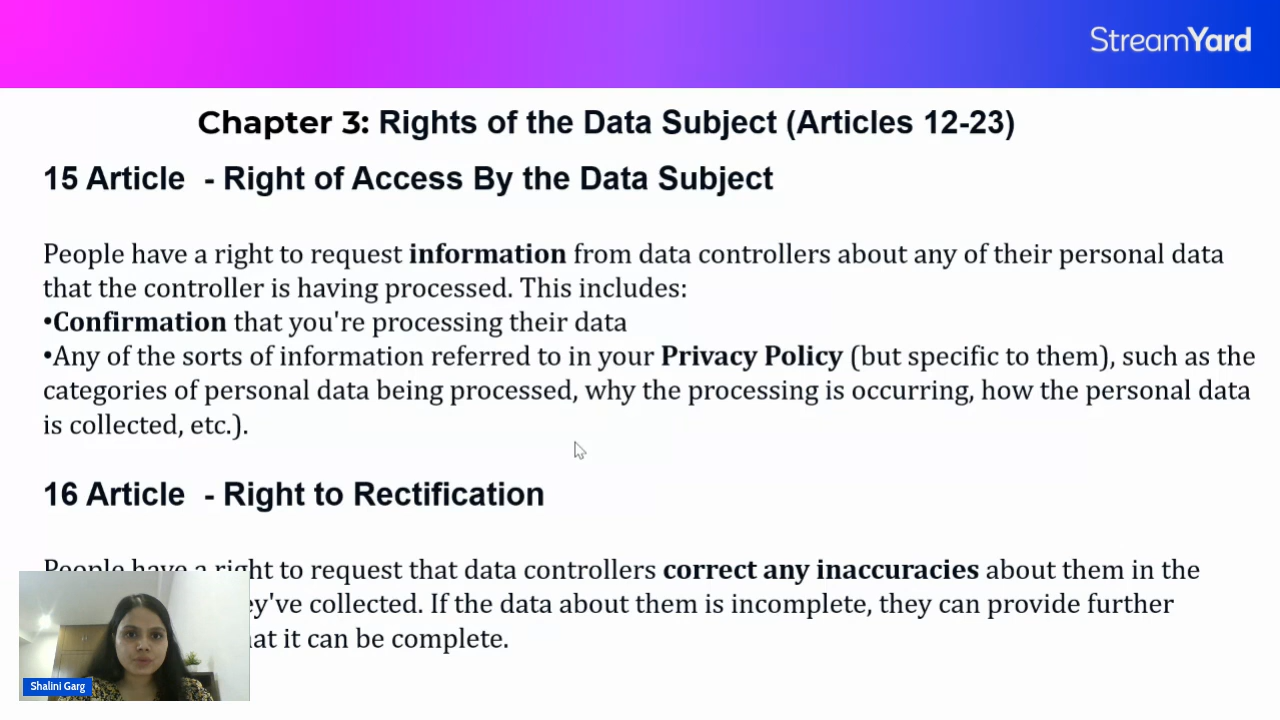 StreamYard
Chapter 3: Rights of the Data Subject (Articles 12-23)
15 Article - Right of Access By the Data Subject
People have a right to request information from data controllers about any of their personal data
that the controller is having processed. This includes:
•Confirmation that you're processing their data
•Any of the sorts of information referred to in your Privacy Policy (but specific to them), such as the
categories of personal data being processed, why the processing is occurring, how the personal data
is collected, etc.).
16 Article - Right to Rectification
People have a right to request that data controllers correct any inaccuracies about them in the
ey've collected. If the data about them is incomplete, they can provide further
at it can be complete.
Shalini Garg